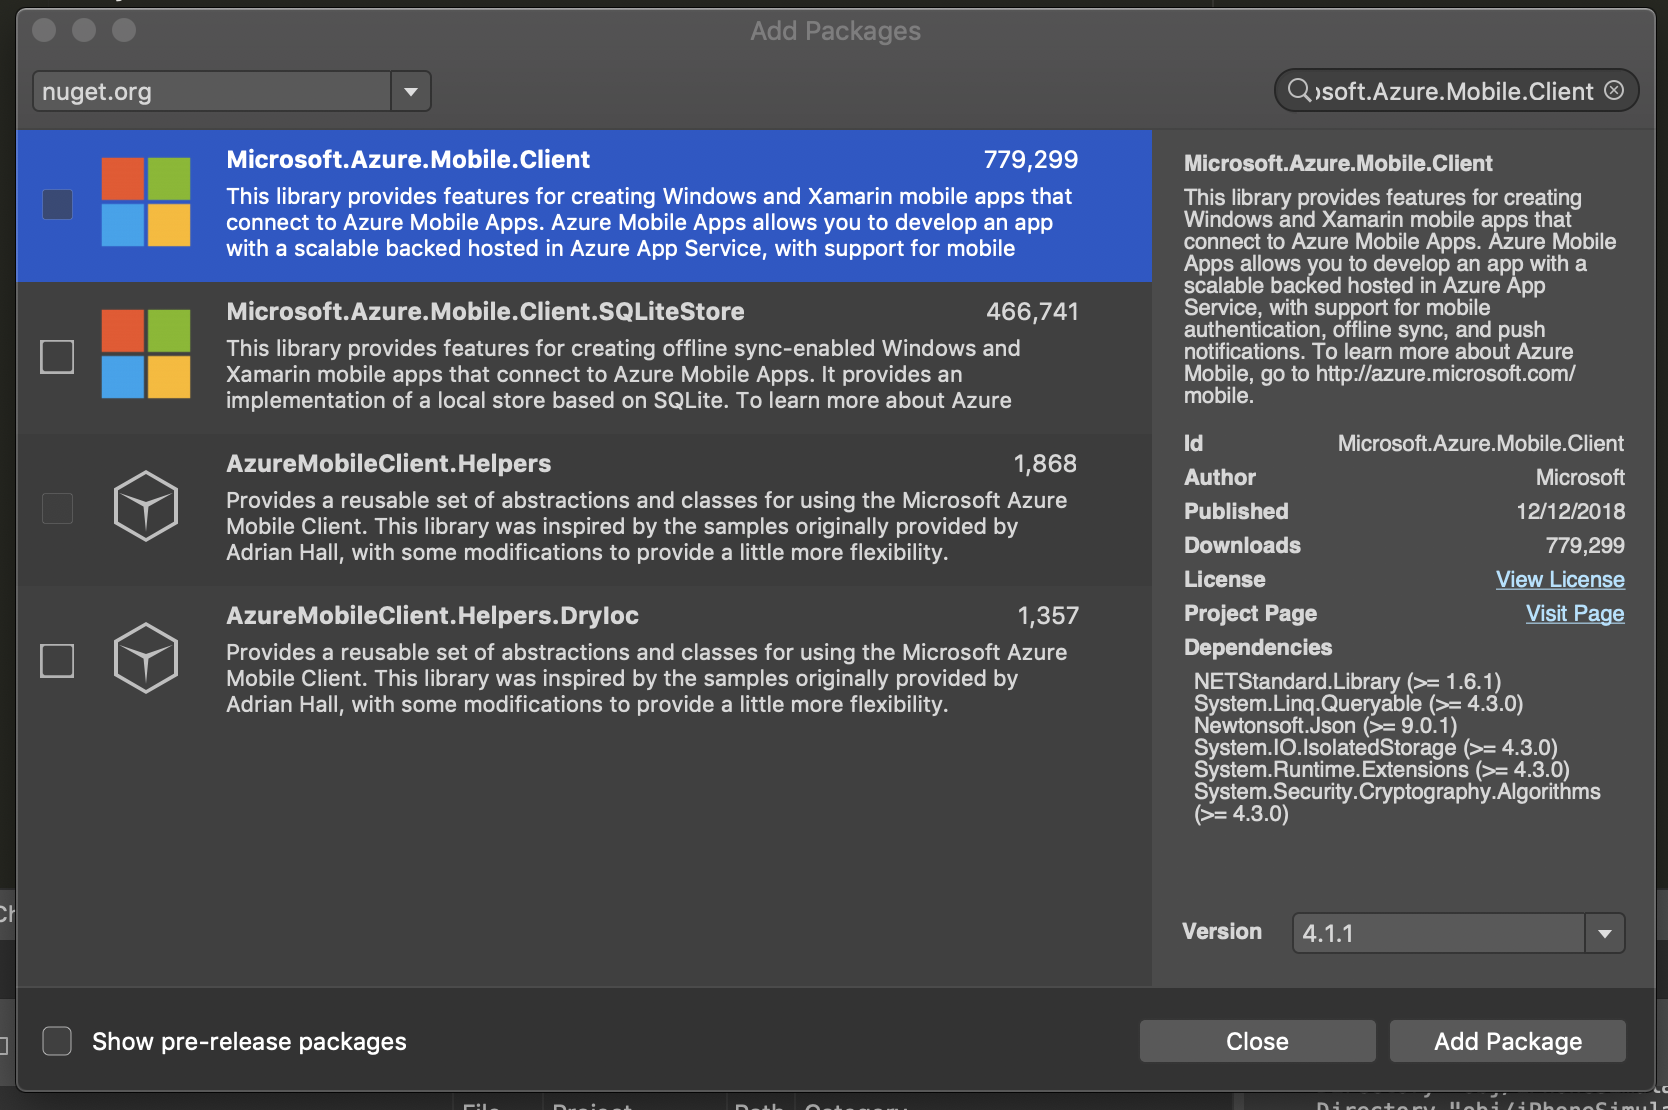 Add Packages
nuget.org
osoft.Azure.Mobile.Client
Microsoft.Azure.Mobile.Client
779,299
This library provides features for creating Windows and Xamarin mobile apps that
connect to Azure Mobile Apps. Azure Mobile Apps allows you to develop an app
with a scalable backed hosted in Azure App Service, with support for mobile
Microsoft.Azure.Mobile.Client.SQLiteStore
466,741
This library provides features for creating offline sync-enabled Windows and
Xamarin mobile apps that connect to Azure Mobile Apps. It provides an
implementation of a local store based on SQLite. To learn more about Azure
AzureMobileClient.Helpers
1,868
Provides a reusable set of abstractions and classes for using the Microsoft Azure
Mobile Client. This library was inspired by the samples originally provided by
Adrian Hall, with some modifications to provide a little more flexibility.
AzureMobileClient.Helpers.DryIoc
1,357
Provides a reusable set of abstractions and classes for using the Microsoft Azure
Mobile Client. This library was inspired by the samples originally provided by
Adrian Hall, with some modifications to provide a little more flexibility.
Microsoft.Azure.Mobile.Client
This library provides features for creating
Windows and Xamarin mobile apps that
connect to Azure Mobile Apps. Azure Mobile
Apps allows you to develop an app with a
scalable backed hosted in Azure App
Service, with support for mobile
authentication, offline sync, and push
notifications. To learn more about Azure
Mobile, go to http://azure.microsoft.com/
mobile.
Id Microsoft.Azure.Mobile.Client
Author Microsoft
Published 12/12/2018
Downloads 779,299
License View License
Project Page Visit Page
Dependencies
NETStandard.Library (>= 1.6.1)
System.Linq.Queryable (>= 4.3.0)
Newtonsoft.Json (>= 9.0.1)
System.IO.IsolatedStorage (>= 4.3.0)
System.Runtime.Extensions (>= 4.3.0)
System.Security.Cryptography.Algorithms
(>= 4.3.0)
Version 4.1.1
Show pre-release packages
Close
Add Package
File Project Path Category
Directory "obj/iPhoneSimula